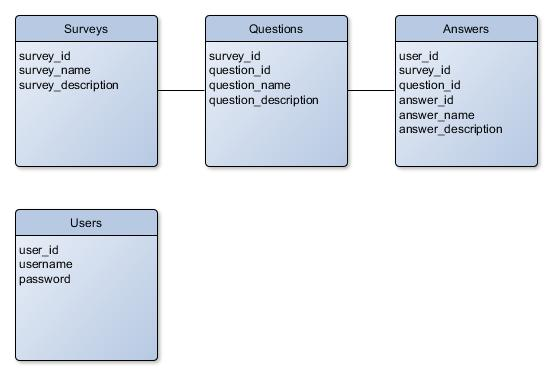 Surveys
survey_id
survey_name
survey_description
Questions
survey_id
question_id
question_name
question_description
Answers
user_id
survey_id
question_id
answer_id
answer_name
answer_description
Users
user_id
username
password